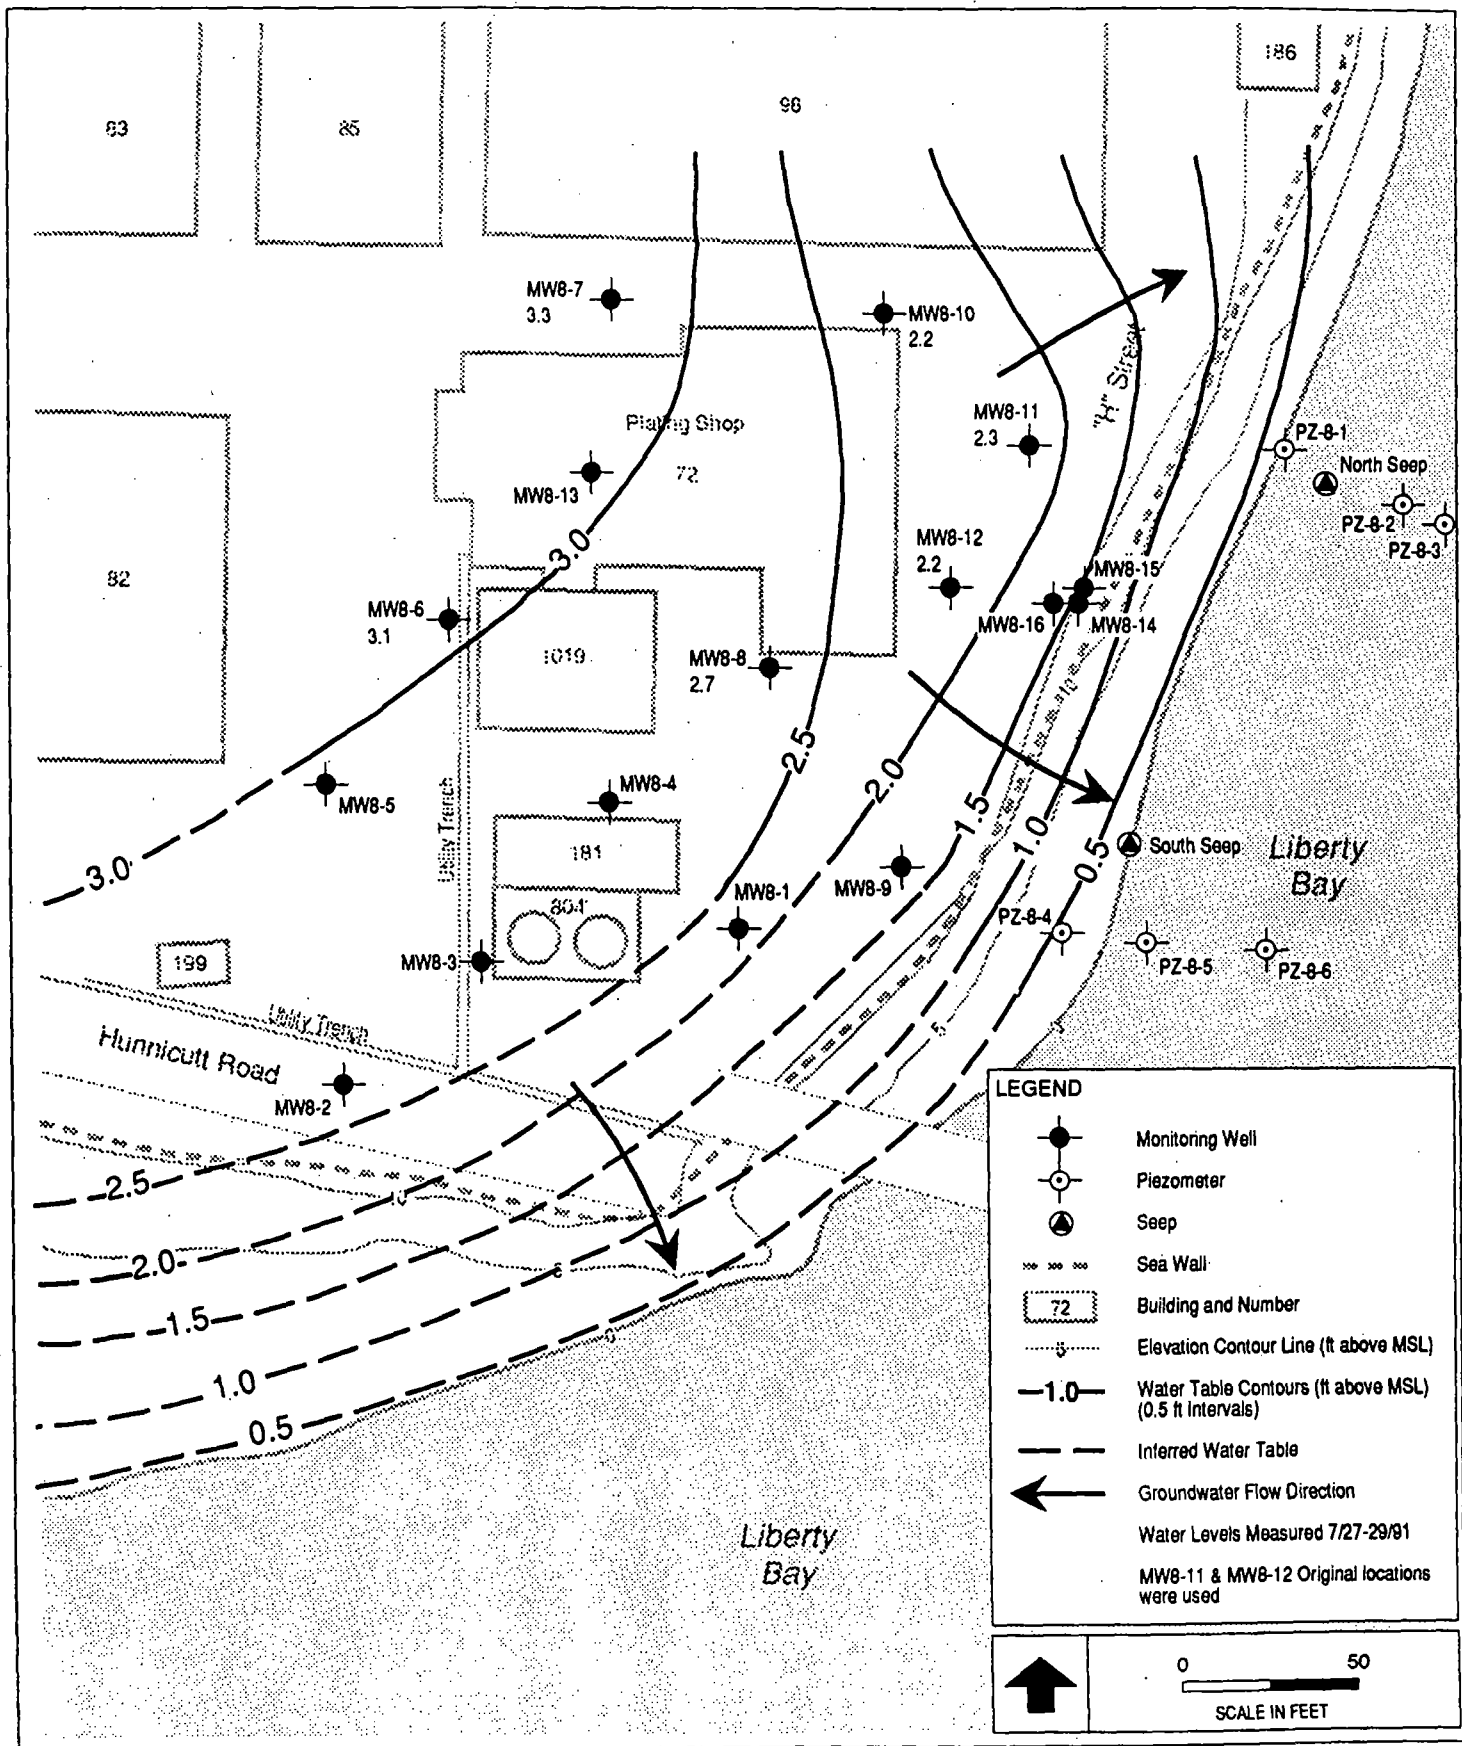 186
83
85
98
MW8-7
3.3
MW8-10
2.2
"H" Street
MW8-11
2.3
Plating Shop
72
PZ-8-1
North Seep
PZ-8-2
PZ-8-3
MW8-13
3.0
MW8-12
2.2
MW8-15
MW8-16
MW8-14
82
MW8-6
3.1
1019
MW8-8
2.7
10
2.5
2.0
1.5
1.0
0.5
MW8-5
MW8-4
Utility Trench
181
804
3.0
MW8-1
MW8-9
South Seep
Liberty
Bay
PZ-8-4
PZ-8-5
PZ-8-6
MW8-3
199
Utility Trench
Hunnicutt Road
MW8-2
5
2.5
2.0
1.5
1.0
0.5
0
Liberty
Bay
LEGEND
Monitoring Well
Piezometer
Seep
Sea Wall
72 Building and Number
5 Elevation Contour Line (ft above MSL)
1.0 Water Table Contours (ft above MSL)
(0.5 ft Intervals)
Inferred Water Table
Groundwater Flow Direction
Water Levels Measured 7/27-29/91
MW8-11 & MW8-12 Original locations
were used
0 50
SCALE IN FEET